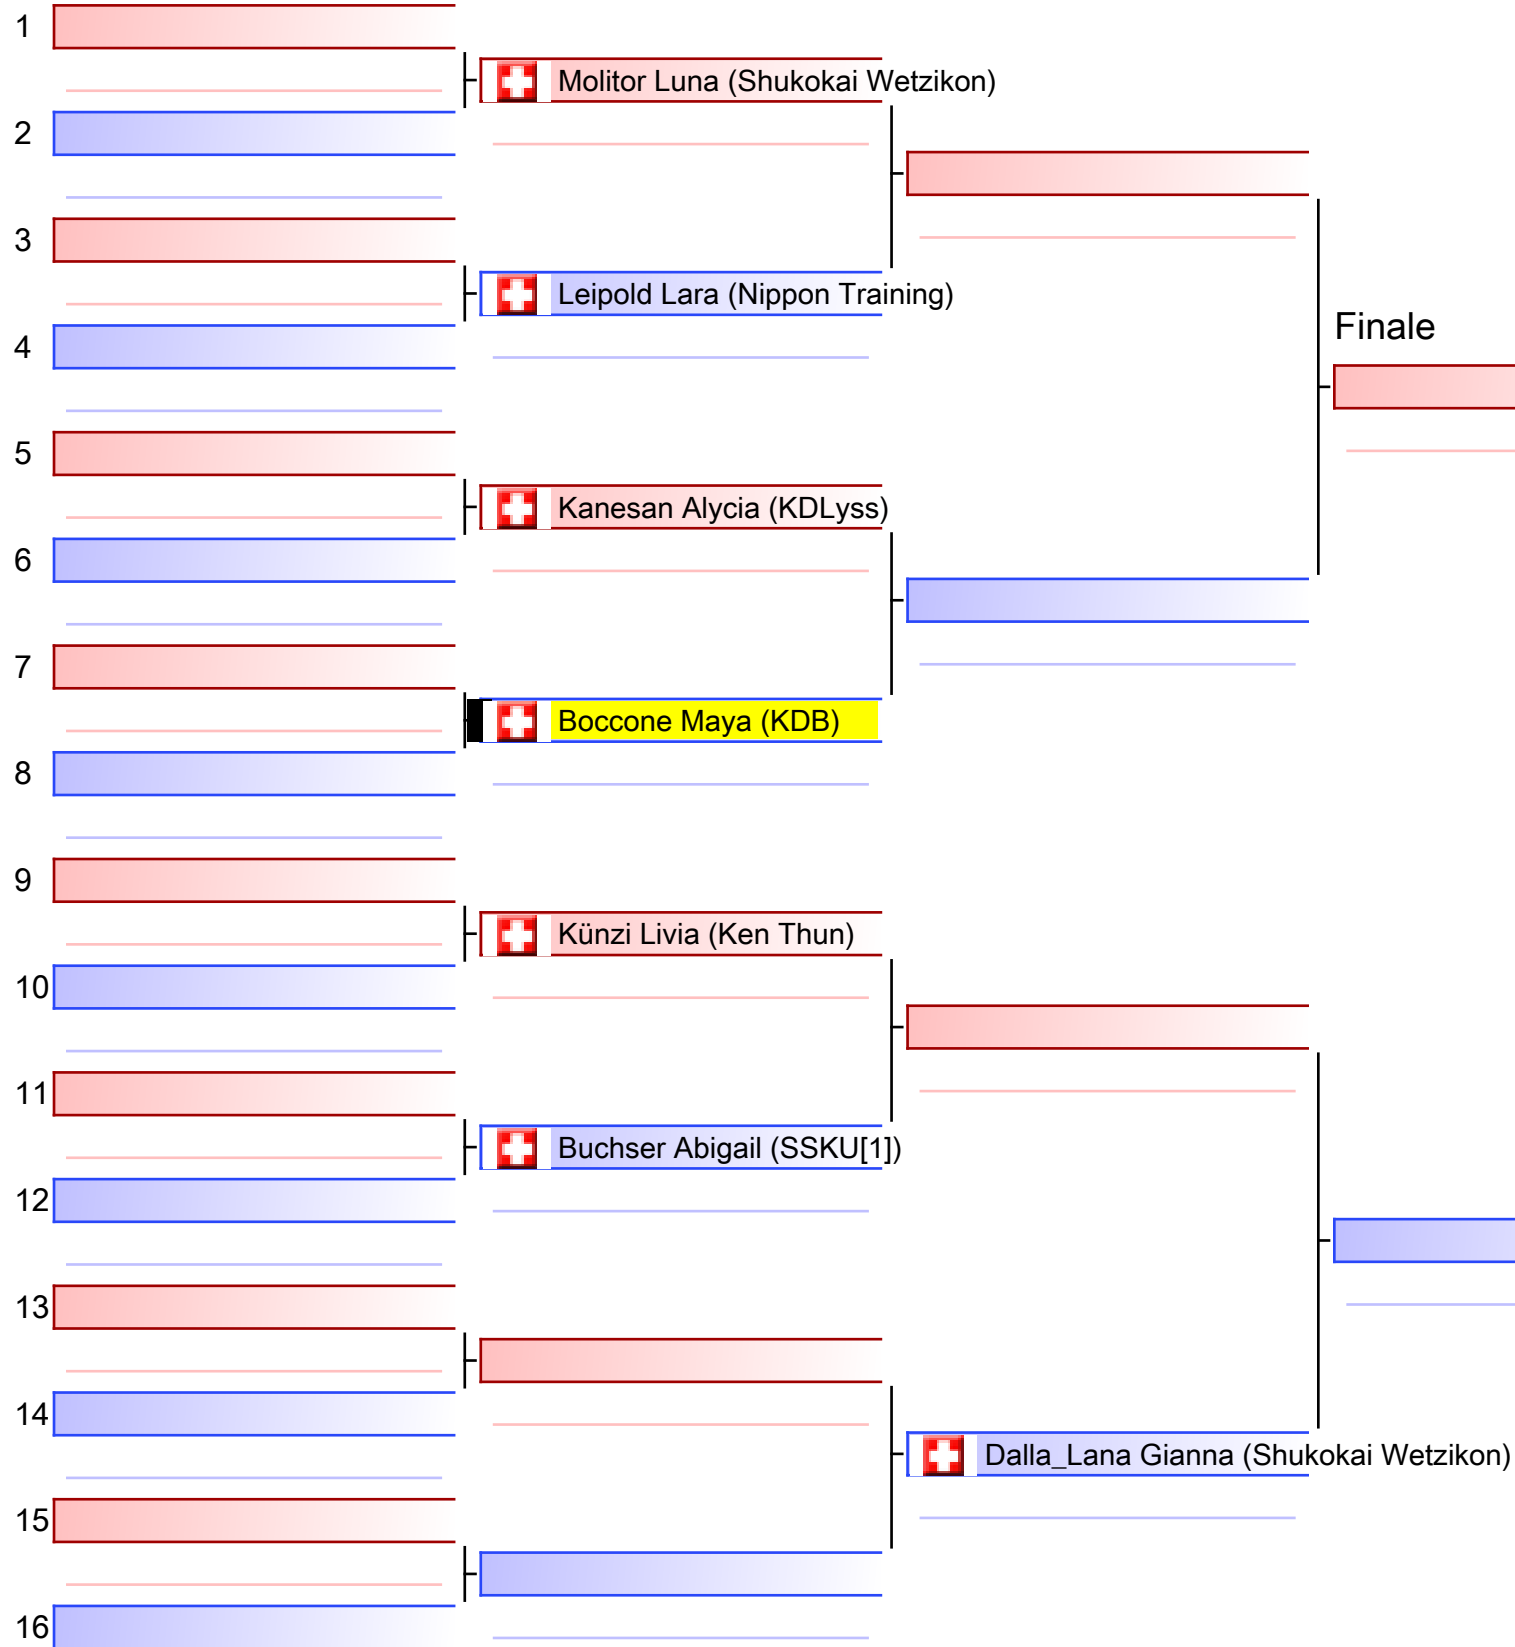 1
Molitor Luna (Shukokai Wetzikon)
2
3
Leipold Lara (Nippon Training)
Finale
4
5
Kanesan Alycia (KDLyss)
6
7
Boccone Maya (KDB)
8
9
Künzi Livia (Ken Thun)
10
11
Buchser Abigail (SSKU[1])
12
13
14
Dalla_Lana Gianna (Shukokai Wetzikon)
15
16